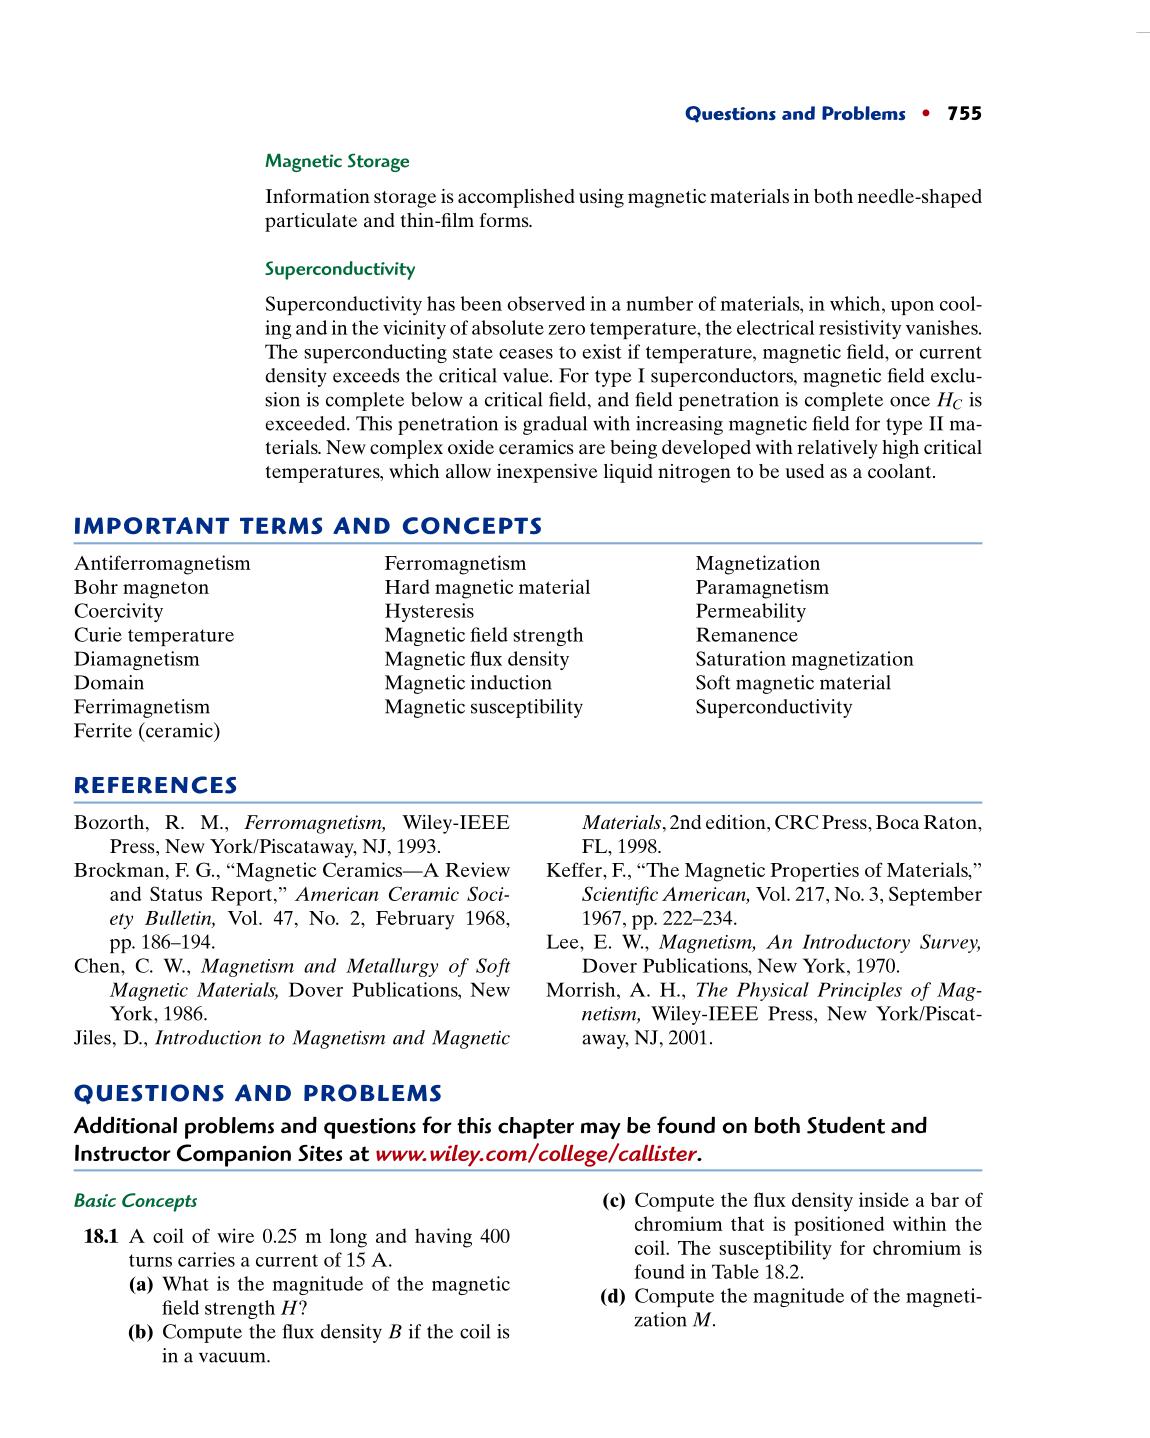 Questions and Problems • 755
Magnetic Storage
Information storage is accomplished using magnetic materials in both needle-shaped
particulate and thin-film forms.
Superconductivity
Superconductivity has been observed in a number of materials, in which, upon cool-
ing and in the vicinity of absolute zero temperature, the electrical resistivity vanishes.
The superconducting state ceases to exist if temperature, magnetic field, or current
density exceeds the critical value. For type I superconductors, magnetic field exclu-
sion is complete below a critical field, and field penetration is complete once HC is
exceeded. This penetration is gradual with increasing magnetic field for type II ma-
terials. New complex oxide ceramics are being developed with relatively high critical
temperatures, which allow inexpensive liquid nitrogen to be used as a coolant.
IMPORTANT TERMS AND CONCEPTS
Antiferromagnetism
Bohr magneton
Coercivity
Curie temperature
Diamagnetism
Domain
Ferrimagnetism
Ferrite (ceramic)
Ferromagnetism
Hard magnetic material
Hysteresis
Magnetic field strength
Magnetic flux density
Magnetic induction
Magnetic susceptibility
Magnetization
Paramagnetism
Permeability
Remanence
Saturation magnetization
Soft magnetic material
Superconductivity
REFERENCES
Bozorth, R. M., Ferromagnetism, Wiley-IEEE
Press, New York/Piscataway, NJ, 1993.
Brockman, F. G., “Magnetic Ceramics—A Review
and Status Report,” American Ceramic Soci-
ety Bulletin, Vol. 47, No. 2, February 1968,
pp. 186–194.
Chen, C. W., Magnetism and Metallurgy of Soft
Magnetic Materials, Dover Publications, New
York, 1986.
Jiles, D., Introduction to Magnetism and Magnetic
Materials, 2nd edition, CRC Press, Boca Raton,
FL, 1998.
Keffer, F., “The Magnetic Properties of Materials,”
Scientific American, Vol. 217, No. 3, September
1967, pp. 222–234.
Lee, E. W., Magnetism, An Introductory Survey,
Dover Publications, New York, 1970.
Morrish, A. H., The Physical Principles of Mag-
netism, Wiley-IEEE Press, New York/Piscat-
away, NJ, 2001.
QUESTIONS AND PROBLEMS
Additional problems and questions for this chapter may be found on both Student and
Instructor Companion Sites at www.wiley.com/college/callister.
Basic Concepts
18.1 A coil of wire 0.25 m long and having 400
turns carries a current of 15 A.
(a) What is the magnitude of the magnetic
field strength H?
(b) Compute the flux density B if the coil is
in a vacuum.
(c) Compute the flux density inside a bar of
chromium that is positioned within the
coil. The susceptibility for chromium is
found in Table 18.2.
(d) Compute the magnitude of the magneti-
zation M.